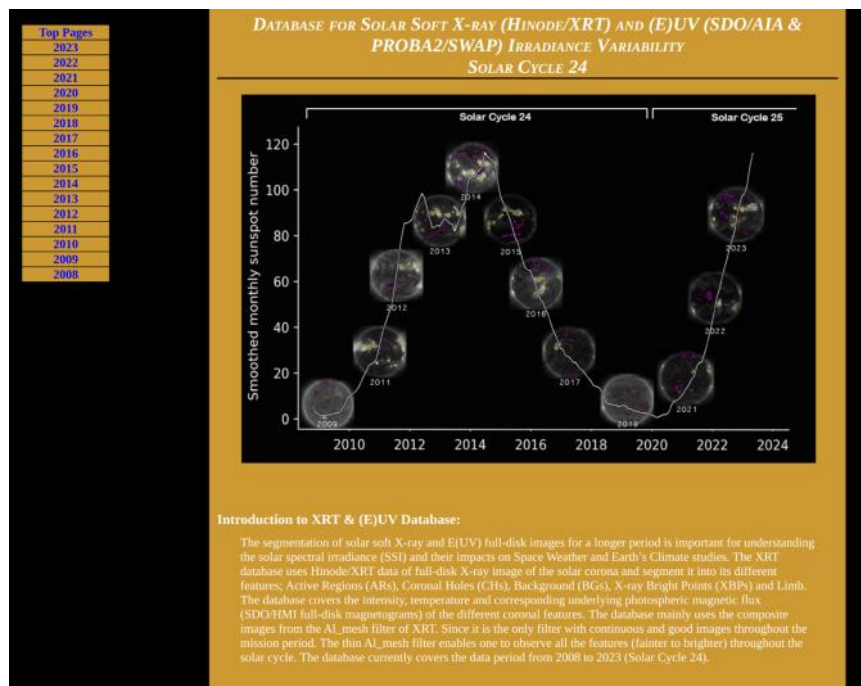 DATABASE FOR SOLAR SOFT X-RAY (HINODE/XRT) AND (E)UV (SDO/AIA &
PROBA2/SWAP) IRRADIANCE VARIABILITY
SOLAR CYCLE 24
Top Pages
2023
2022
2021
2020
2019
2018
2017
2016
2015
2014
2013
2012
2011
2010
2009
2008
Solar Cycle 24
Solar Cycle 25
Smoothed monthly sunspot number
120
100
80
60
40
20
0
2009
2011
2012
2013
2014
2015
2016
2017
2019
2021
2022
2023
2010
2012
2014
2016
2018
2020
2022
2024
Introduction to XRT & (E)UV Database:
The segmentation of solar soft X-ray and E(UV) full-disk images for a longer period is important for understanding
the solar spectral irradiance (SSI) and their impacts on Space Weather and Earth's Climate studies. The XRT
database uses Hinode/XRT data of full-disk X-ray image of the solar corona and segment it into its different
features; Active Regions (ARs), Coronal Holes (CHs), Background (BGs), X-ray Bright Points (XBPs) and Limb.
The database covers the intensity, temperature and corresponding underlying photospheric magnetic flux
(SDO/HMI full-disk magnetograms) of the different coronal features. The database mainly uses the composite
images from the Al_mesh filter of XRT. Since it is the only filter with continuous and good images throughout the
mission period. The thin Al_mesh filter enables one to observe all the features (fainter to brighter) throughout the
solar cycle. The database currently covers the data period from 2008 to 2023 (Solar Cycle 24).